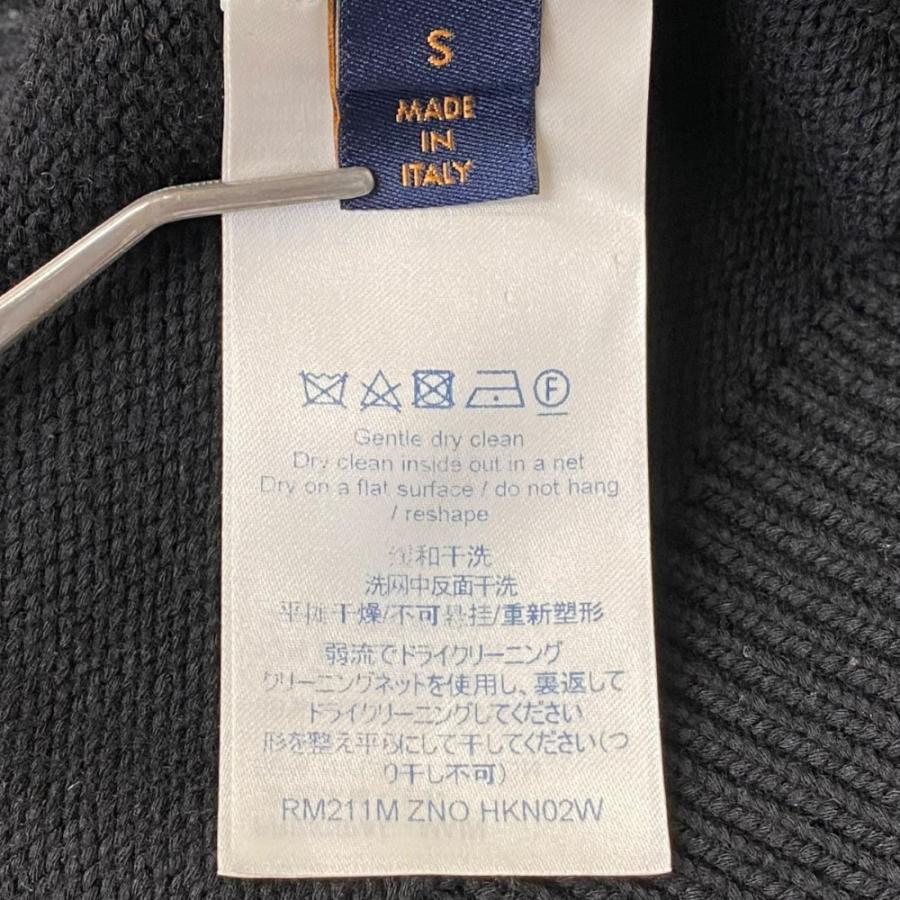 S
MADE
IN
ITALY
F
Gentle dry clean
Dry clean inside out in a net
Dry on a flat surface / do not hang
/ reshape
缓和干洗
洗网中反面干洗
平摊干燥/不可悬挂/重新塑形
弱流でドライクリーニング
クリーニングネットを使用し、裏返して
ドライクリーニングしてください
形を整え平らにして干してください(つ
り干し不可)
RM211M ZNO HKN02W